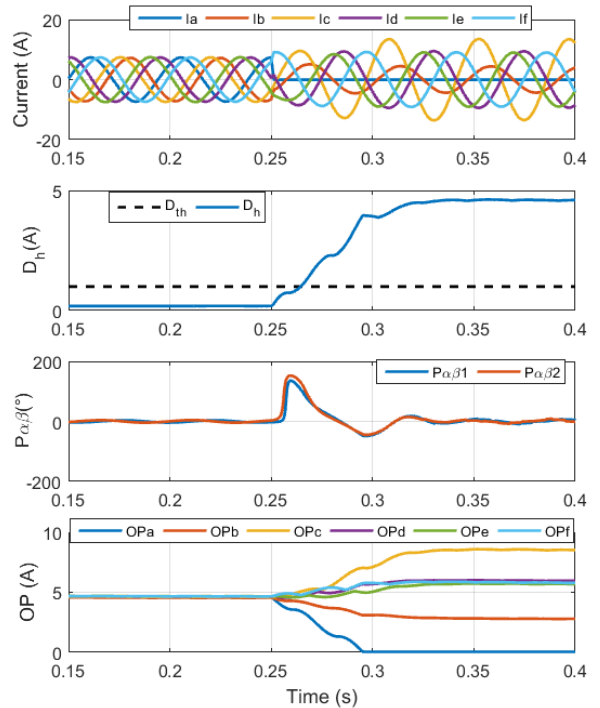 Ia Ib Ic Id Ie If
Current (A)
20
0
-20
0.15 0.2 0.25 0.3 0.35 0.4
D_th D_h
D_h(A)
5
0
0.15 0.2 0.25 0.3 0.35 0.4
Pαβ1 Pαβ2
Pαβ(°)
200
0
-200
0.15 0.2 0.25 0.3 0.35 0.4
OPa OPb OPc OPd OPe OPf
OP (A)
10
5
0
0.15 0.2 0.25 0.3 0.35 0.4
Time (s)